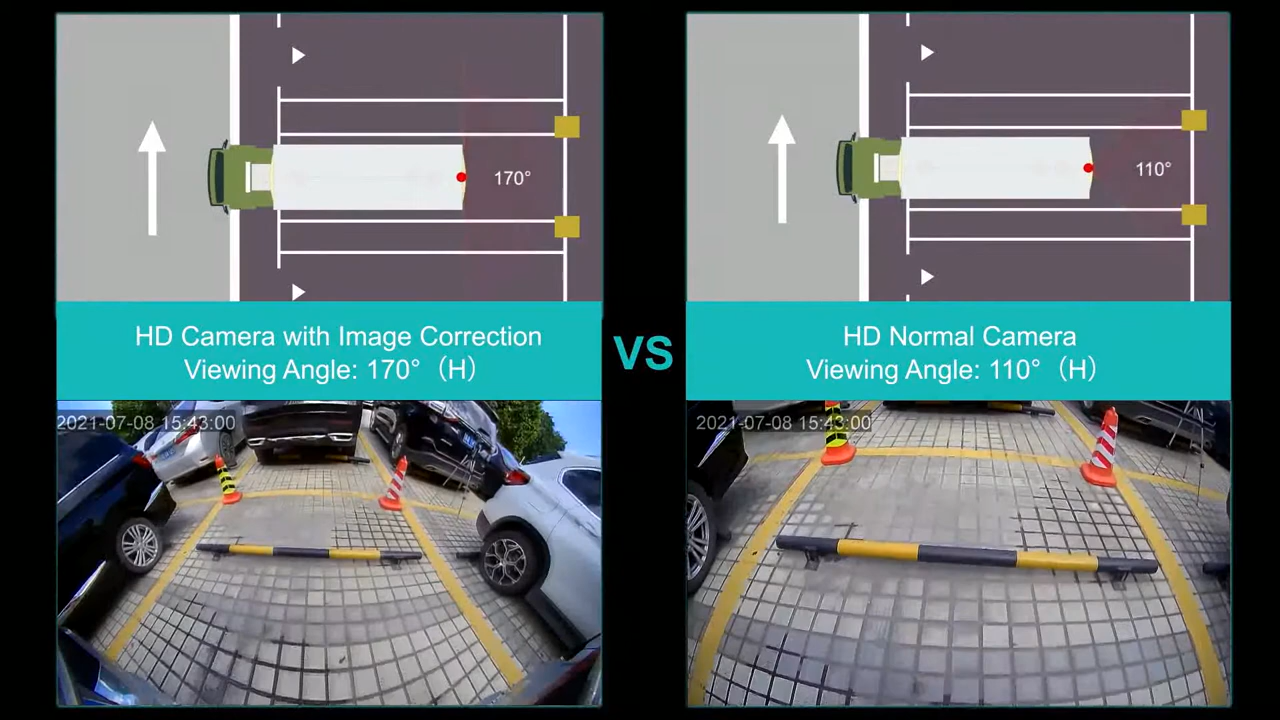 170°
110°
HD Camera with Image Correction
Viewing Angle: 170°（H）
VS
HD Normal Camera
Viewing Angle: 110°（H）
2021-07-08 15:43:00
2021-07-08 15:43:00